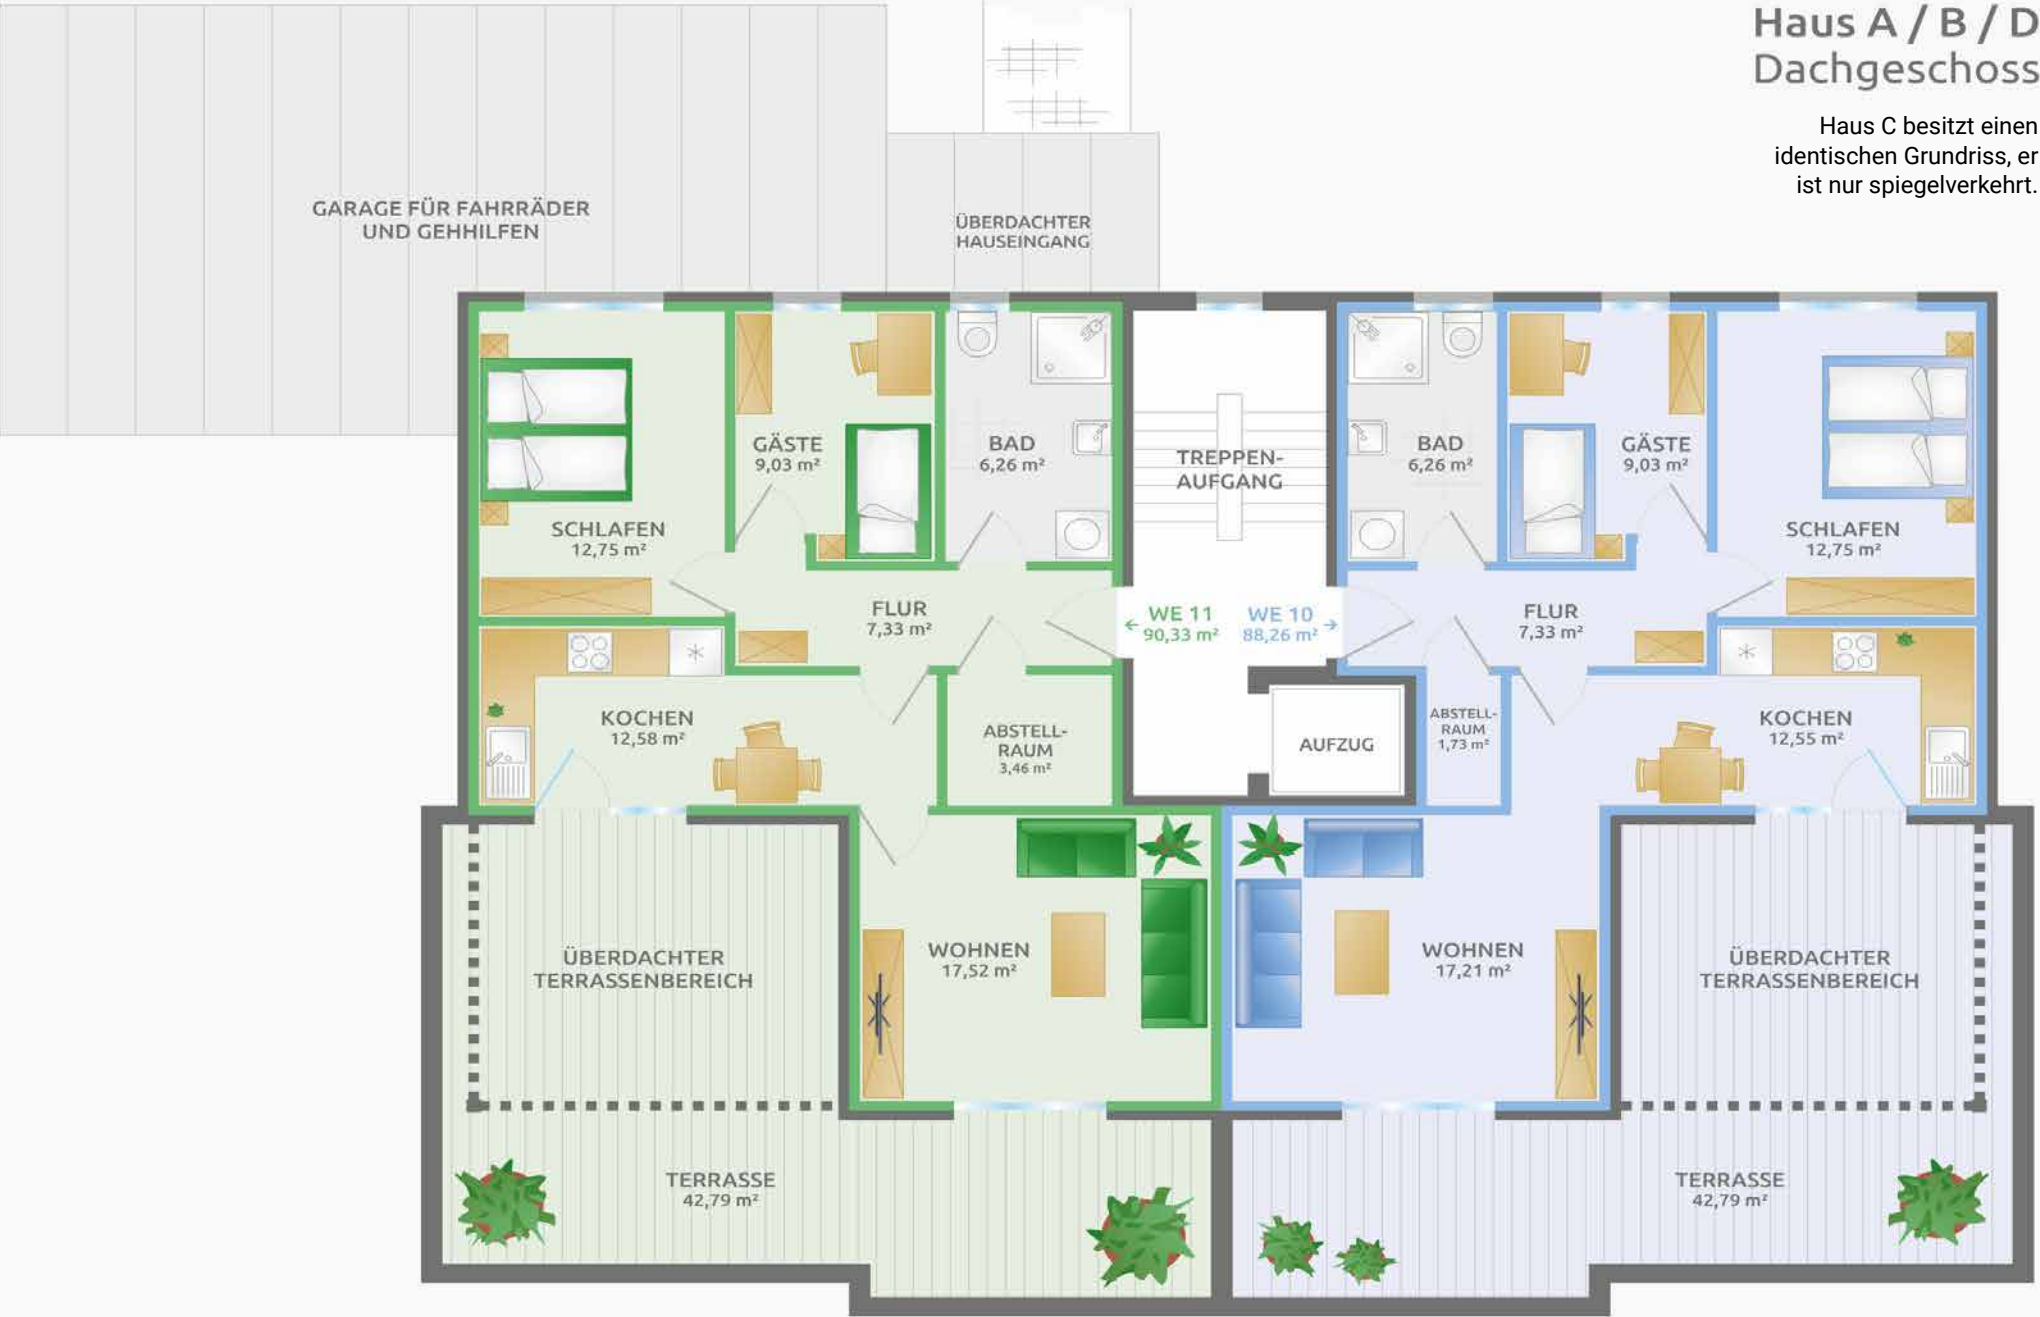 Haus A / B / D
Dachgeschoss
Haus C besitzt einen
identischen Grundriss, er
ist nur spiegelverkehrt.
GARAGE FÜR FAHRRÄDER
UND GEHHILFEN
ÜBERDACHTER
HAUSEINGANG
SCHLAFEN
12,75 m²
GÄSTE
9,03 m²
BAD
6,26 m²
TREPPEN-
AUFGANG
BAD
6,26 m²
GÄSTE
9,03 m²
SCHLAFEN
12,75 m²
FLUR
7,33 m²
← WE 11
90,33 m²
WE 10 →
88,26 m²
FLUR
7,33 m²
KOCHEN
12,58 m²
ABSTELL-
RAUM
3,46 m²
AUFZUG
ABSTELL-
RAUM
1,73 m²
KOCHEN
12,55 m²
ÜBERDACHTER
TERRASSENBEREICH
WOHNEN
17,52 m²
WOHNEN
17,21 m²
ÜBERDACHTER
TERRASSENBEREICH
TERRASSE
42,79 m²
TERRASSE
42,79 m²